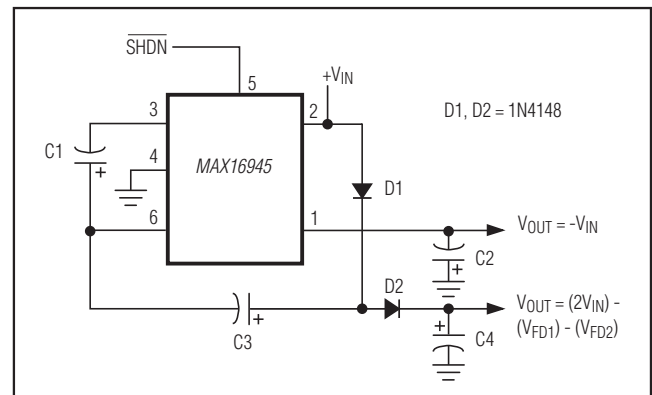 SHDN
5
+VIN
3
2
D1, D2 = 1N4148
C1
+
4
MAX16945
D1
6
1
VOUT = -VIN
C2
+
D2
+
C3
+
C4
VOUT = (2VIN) -
(VFD1) - (VFD2)